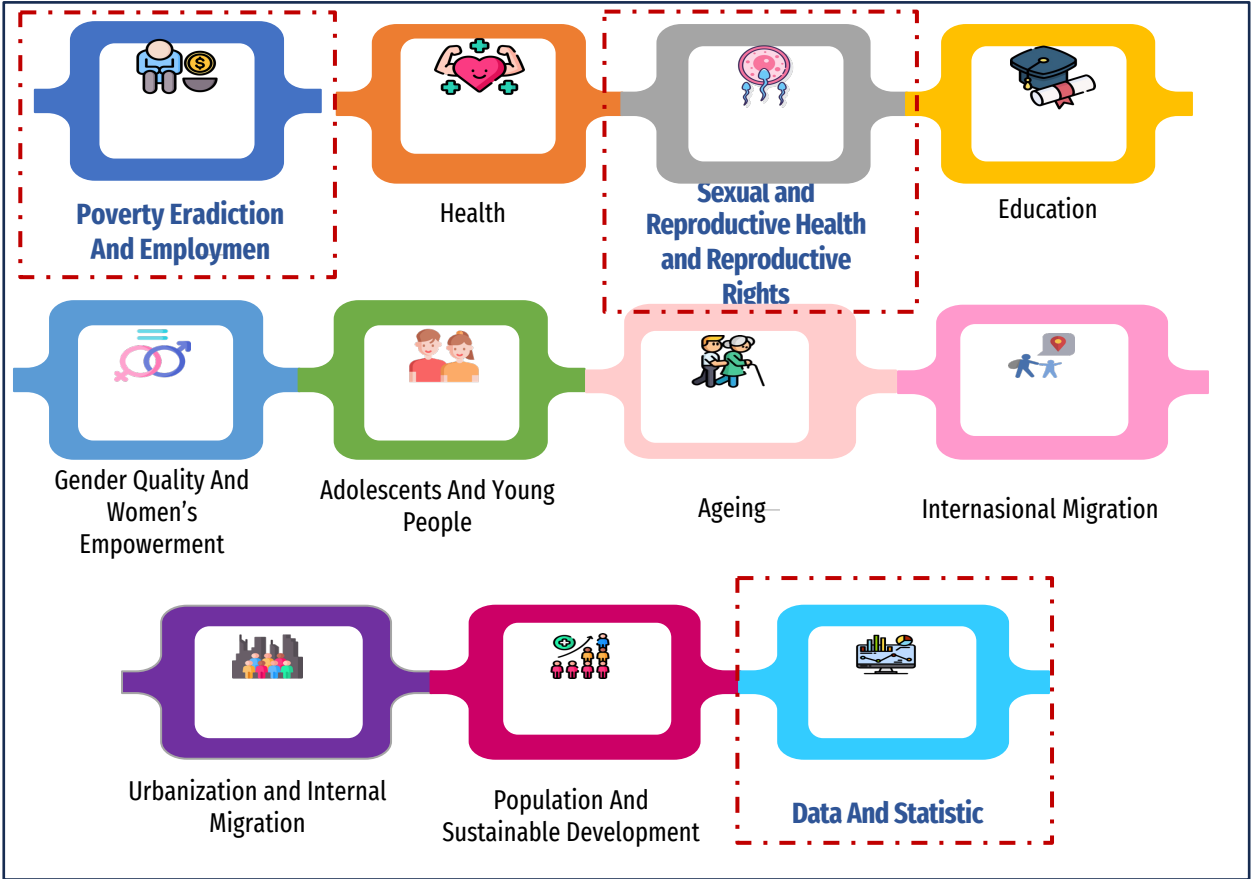 Poverty Eradiction
And Employmen
Health
Sexual and
Reproductive Health
and Reproductive
Rights
Education
Gender Quality And
Women's
Empowerment
Adolescents And Young
People
Ageing
Internasional Migration
Urbanization and Internal
Migration
Population And
Sustainable Development
Data And Statistic